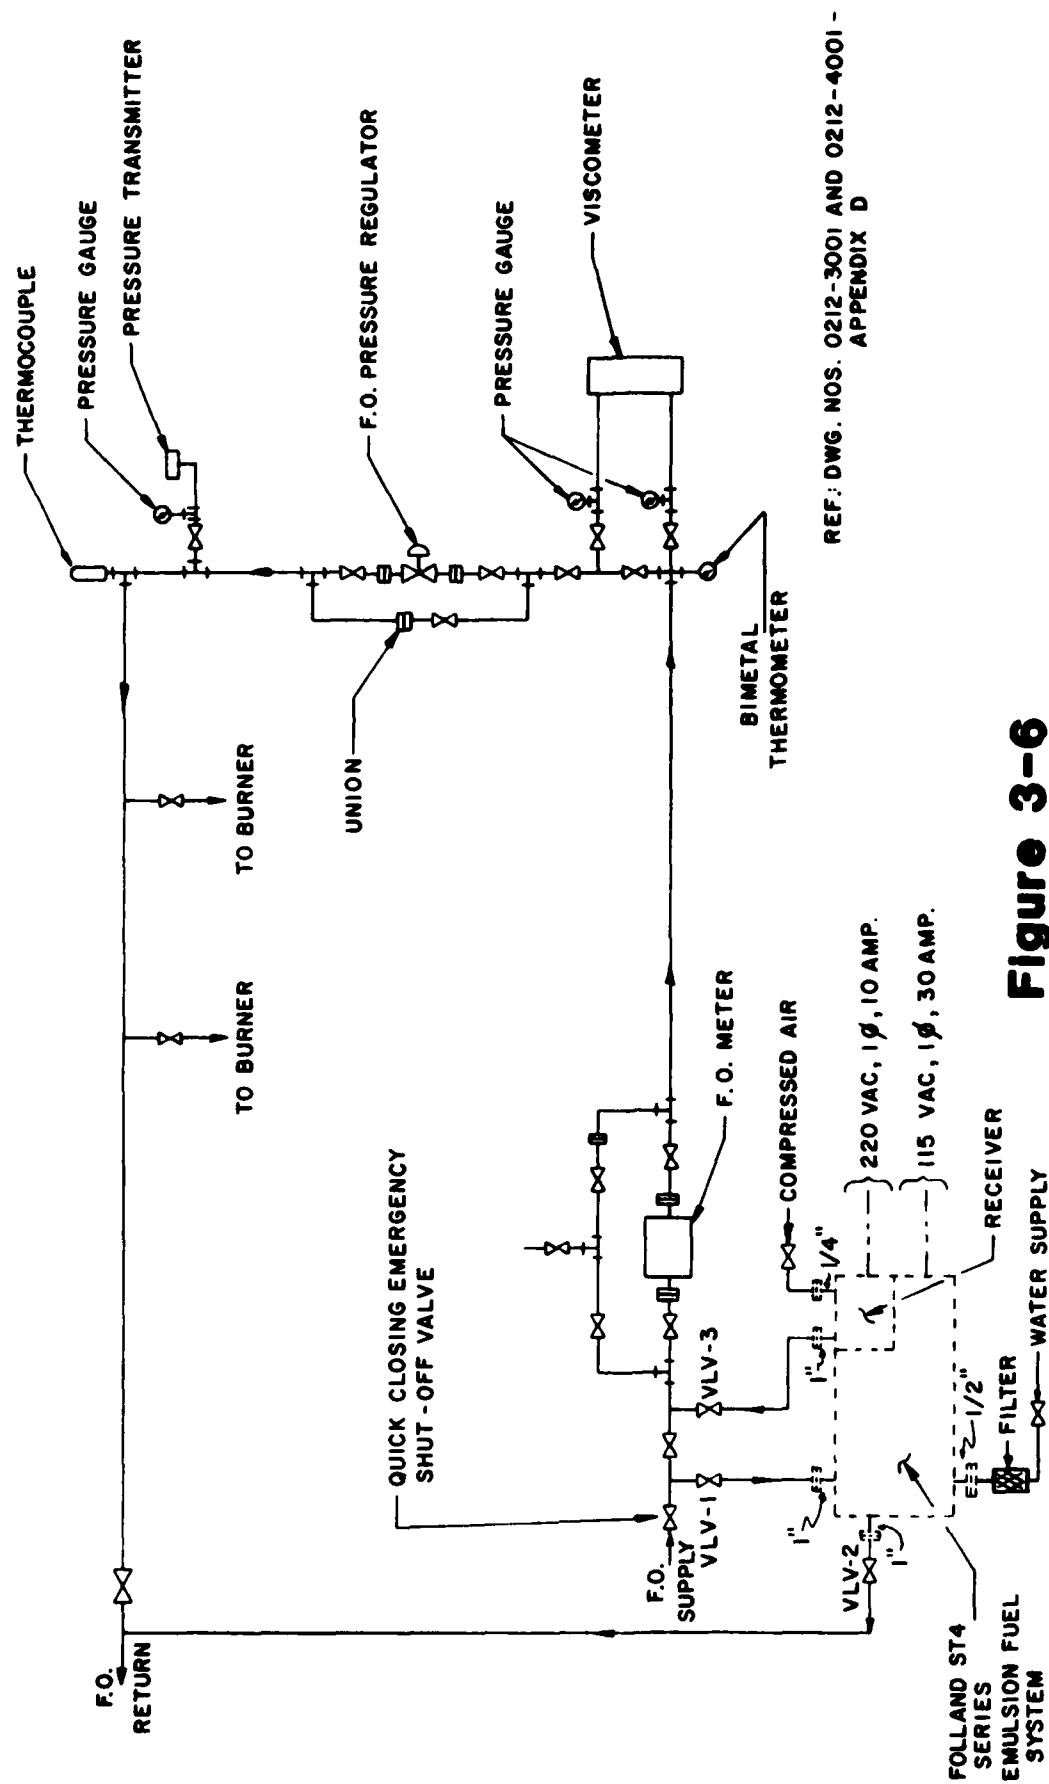 THERMOCOUPLE
PRESSURE GAUGE
PRESSURE TRANSMITTER
F.O. PRESSURE REGULATOR
PRESSURE GAUGE
VISCOMETER
UNION
BIMETAL
THERMOMETER
TO BURNER
TO BURNER
F.O.
RETURN
QUICK CLOSING EMERGENCY
SHUT-OFF VALVE
F.O.
SUPPLY
VLV-1
VLV-3
VLV-2
F.O. METER
COMPRESSED AIR
1/4"
1"
1"
1"
1/2"
220 VAC, 1Ø, 10 AMP.
115 VAC, 1Ø, 30 AMP.
RECEIVER
FILTER
WATER SUPPLY
FOLLAND ST4
SERIES
EMULSION FUEL
SYSTEM
REF.: DWG. NOS. 0212-3001 AND 0212-4001-
APPENDIX D
Figure 3-6